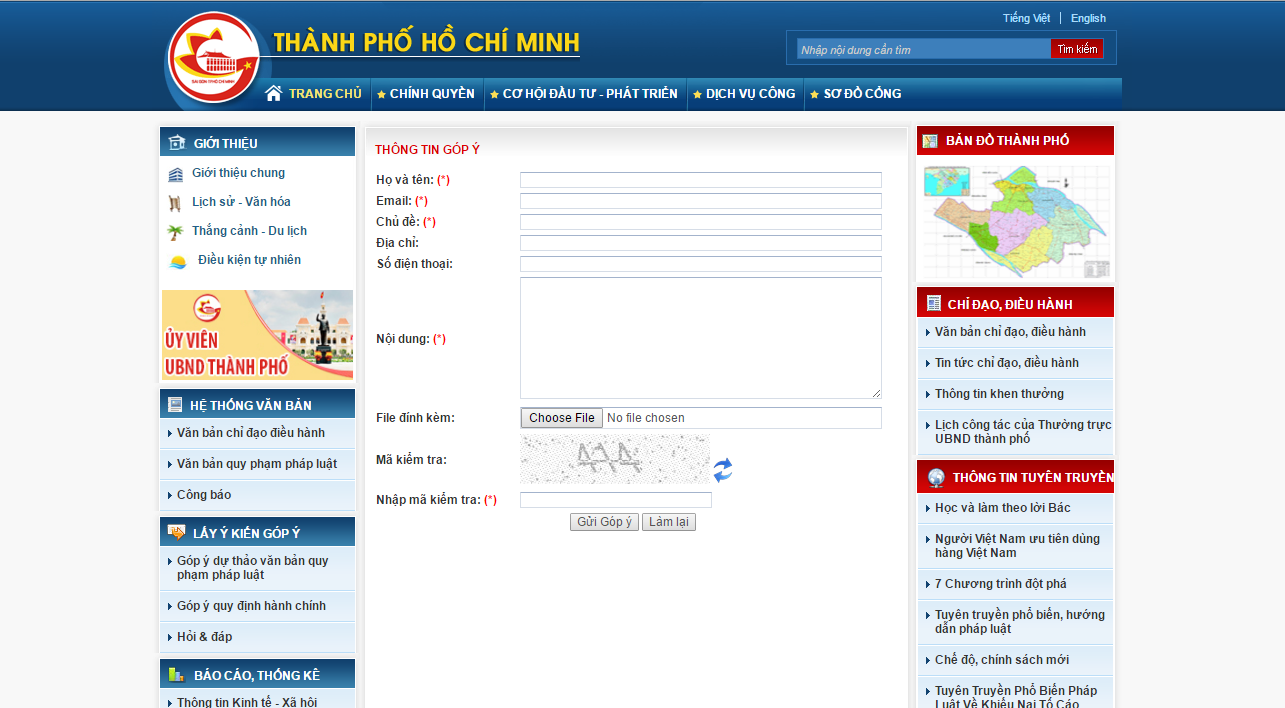 Tiếng Việt | English
THÀNH PHỐ HỒ CHÍ MINH
Nhập nội dung cần tìm
Tìm kiếm
TRANG CHỦ
CHÍNH QUYỀN
CƠ HỘI ĐẦU TƯ - PHÁT TRIỂN
DỊCH VỤ CÔNG
SƠ ĐỒ CỔNG
GIỚI THIỆU
Giới thiệu chung
Lịch sử - Văn hóa
Thắng cảnh - Du lịch
Điều kiện tự nhiên
ỦY VIÊN
UBND THÀNH PHỐ
HỆ THỐNG VĂN BẢN
Văn bản chỉ đạo điều hành
Văn bản quy phạm pháp luật
Công báo
LẤY Ý KIẾN GÓP Ý
Góp ý dự thảo văn bản quy
phạm pháp luật
Góp ý quy định hành chính
Hỏi & đáp
BÁO CÁO, THỐNG KÊ
Thông tin Kinh tế - Xã hội
THÔNG TIN GÓP Ý
Họ và tên: (*)
Email: (*)
Chủ đề: (*)
Địa chỉ:
Số điện thoại:
Nội dung: (*)
File đính kèm:
Choose File No file chosen
Mã kiểm tra:
Nhập mã kiểm tra: (*)
Gửi Góp ý
Làm lại
BẢN ĐỒ THÀNH PHỐ
CHỈ ĐẠO, ĐIỀU HÀNH
Văn bản chỉ đạo, điều hành
Tin tức chỉ đạo, điều hành
Thông tin khen thưởng
Lịch công tác của Thường trực
UBND thành phố
THÔNG TIN TUYÊN TRUYỀN
Học và làm theo lời Bác
Người Việt Nam ưu tiên dùng
hàng Việt Nam
7 Chương trình đột phá
Tuyên truyền phổ biến, hướng
dẫn pháp luật
Chế độ, chính sách mới
Tuyên Truyền Phổ Biến Pháp
Luật Về Khiếu Nại Tố Cáo